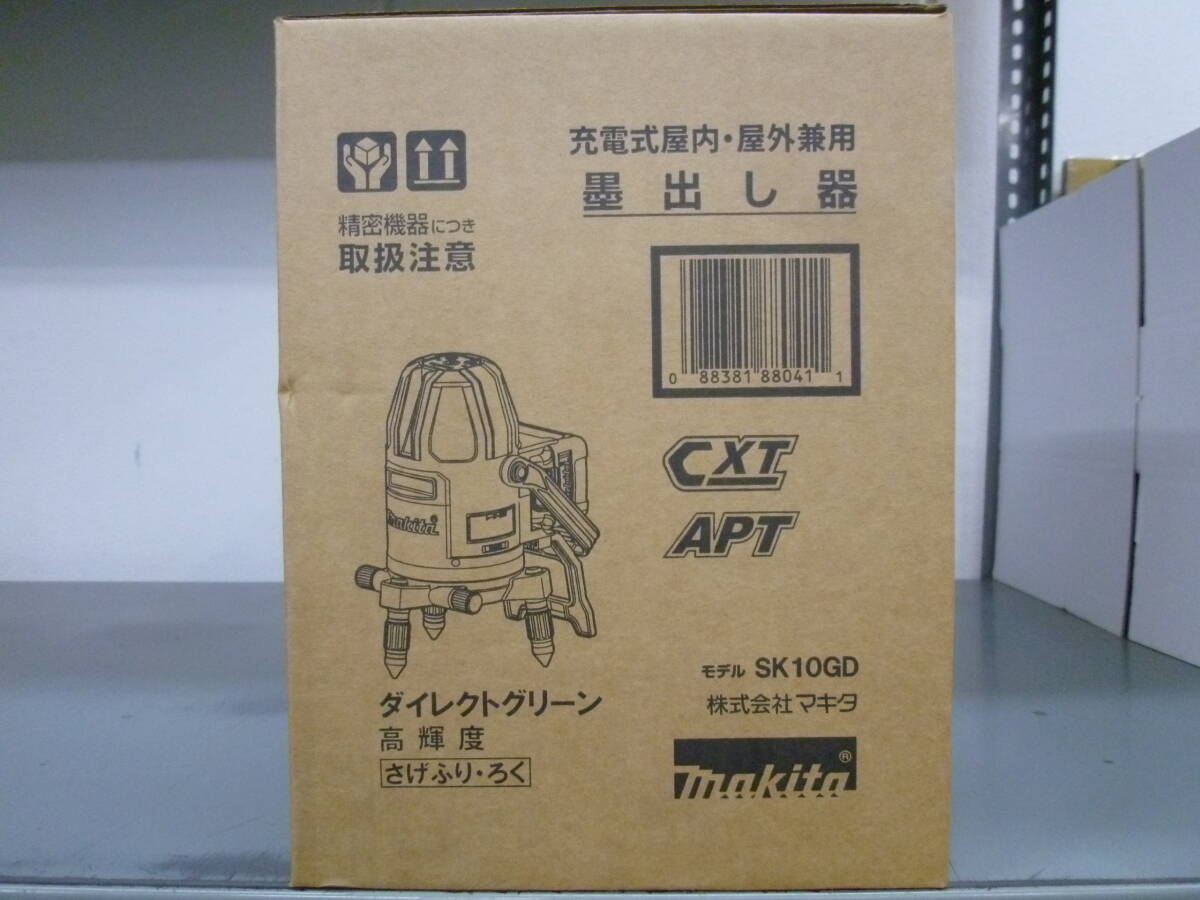 充電式屋内・屋外兼用
墨出し器
精密機器につき
取扱注意
0 88381 88041 1
CXT
APT
makita®
モデル SK10GD
株式会社マキタ
makita®
ダイレクトグリーン
高輝度
さげふり・ろく